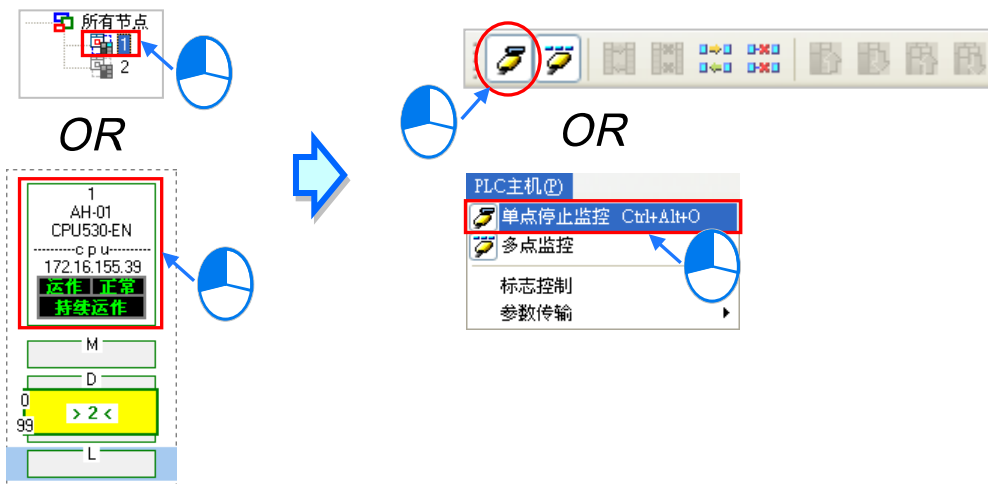 所有节点
1
2
OR
1
AH-01
CPU530-EN
---------c p u---------
172.16.155.39
运作 正常
持续运作
M
D
0
> 2 <
99
L
OR
PLC主机(P)
单点停止监控 Ctrl+Alt+O
多点监控
标志控制
参数传输